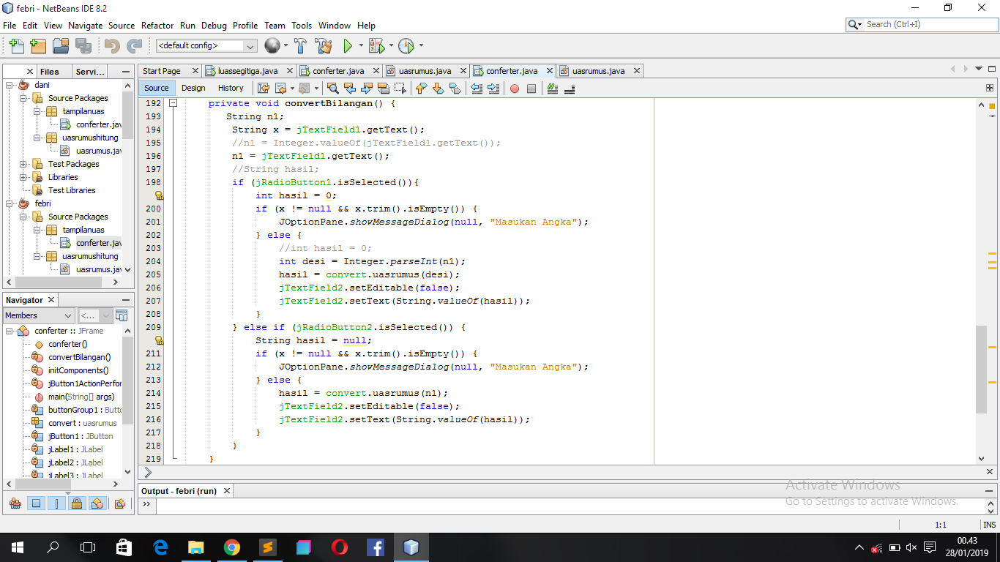 febri - NetBeans IDE 8.2
File Edit View Navigate Source Refactor Run Debug Profile Team Tools Window Help
Search (Ctrl+I)
<default config>
Files Servi...
dani
Source Packages
tampilanuas
conferter.jav
uasrumushitung
uasrumus.jav
Test Packages
Libraries
Test Libraries
febri
Source Packages
tampilanuas
conferter.jav
uasrumushitung
uasrumus.jav
Navigator
Members <...
conferter :: JFrame
conferter()
convertBilangan()
initComponents()
jButton1ActionPerfor
main(String[] args)
buttonGroup1 : Butto
convert : uasrumus
jButton1 : JButton
jLabel1 : JLabel
jLabel2 : JLabel
jLabel3 : JLabel
Start Page luassegitiga.java conferter.java uasrumus.java conferter.java uasrumus.java
Source Design History
192 private void convertBilangan() {
193 String n1;
194 String x = jTextField1.getText();
195 //n1 = Integer.valueOf(jTextField1.getText());
196 n1 = jTextField1.getText();
197 //String hasil;
198 if (jRadioButton1.isSelected()){
int hasil = 0;
200 if (x != null && x.trim().isEmpty()) {
201 JOptionPane.showMessageDialog(null, "Masukan Angka");
202 } else {
203 //int hasil = 0;
204 int desi = Integer.parseInt(n1);
205 hasil = convert.uasrumus(desi);
206 jTextField2.setEditable(false);
207 jTextField2.setText(String.valueOf(hasil));
208 }
209 } else if (jRadioButton2.isSelected()) {
String hasil = null;
211 if (x != null && x.trim().isEmpty()) {
212 JOptionPane.showMessageDialog(null, "Masukan Angka");
213 } else {
214 hasil = convert.uasrumus(n1);
215 jTextField2.setEditable(false);
216 jTextField2.setText(String.valueOf(hasil));
217 }
218 }
219 }
Output - febri (run)
Activate Windows
Go to Settings to activate Windows.
1:1 INS
00.43
28/01/2019